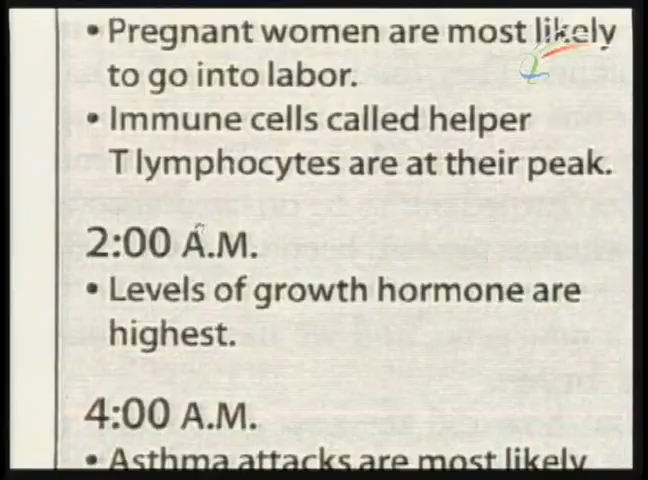 • Pregnant women are most likely
to go into labor.
• Immune cells called helper
T lymphocytes are at their peak.
2:00 A.M.
• Levels of growth hormone are
highest.
4:00 A.M.
• Asthma attacks are most likely